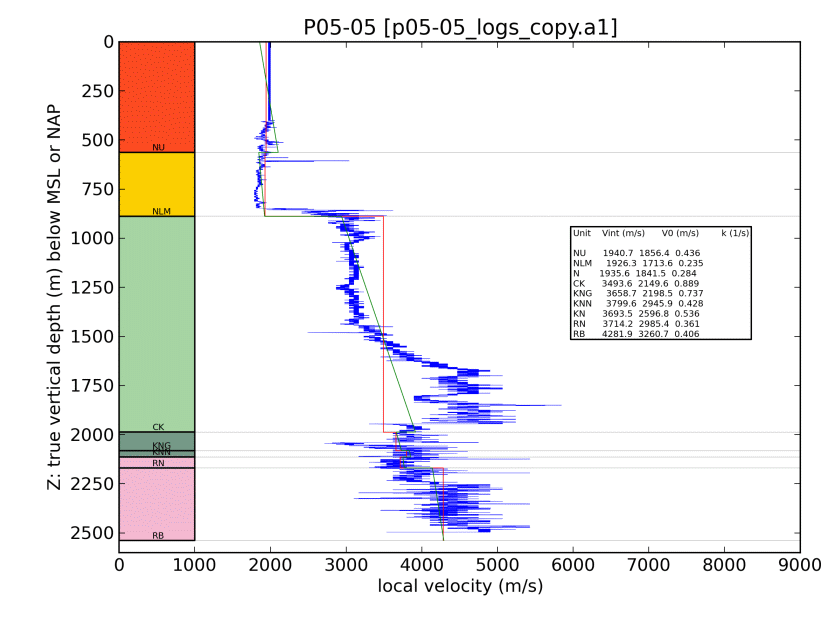 P05-05 [p05-05_logs_copy.a1]
Z: true vertical depth (m) below MSL or NAP
0
250
500
750
1000
1250
1500
1750
2000
2250
2500
NU
NLM
CK
KNG
KNN
RN
RB
Unit Vint (m/s) V0 (m/s) k (1/s)
NU 1940.7 1856.4 0.436
NLM 1926.3 1713.6 0.235
N 1935.6 1841.5 0.284
CK 3493.6 2149.6 0.889
KNG 3658.7 2198.5 0.737
KNN 3799.6 2945.9 0.428
KN 3693.5 2596.8 0.536
RN 3714.2 2985.4 0.361
RB 4281.9 3260.7 0.406
0 1000 2000 3000 4000 5000 6000 7000 8000 9000
local velocity (m/s)